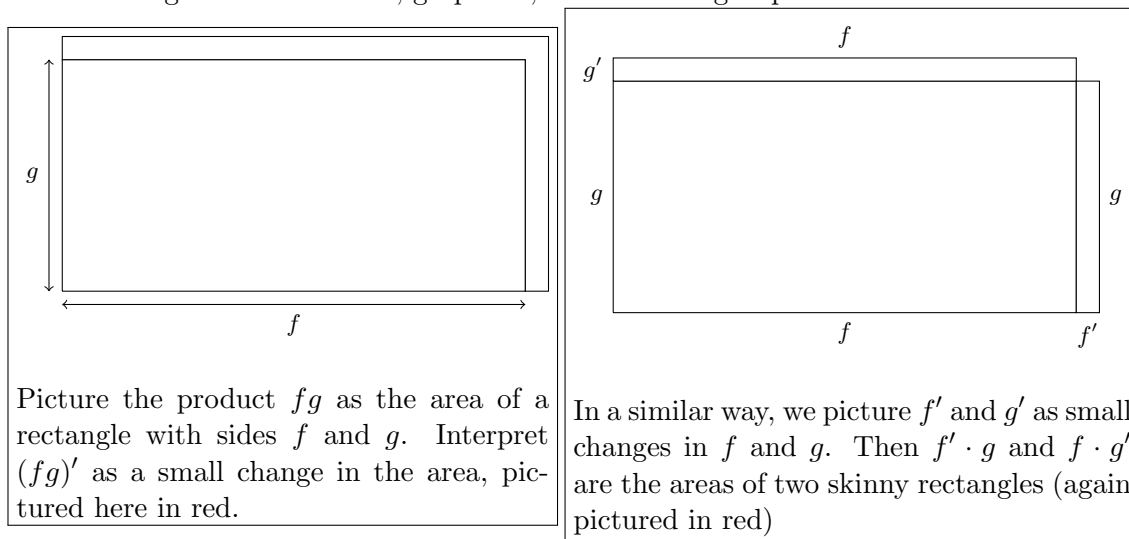 g
f
Picture the product fg as the area of a
rectangle with sides f and g. Interpret
(fg)′ as a small change in the area, pic-
tured here in red.
f
g′
g
g
f
f′
In a similar way, we picture f′ and g′ as small
changes in f and g. Then f′ · g and f · g′
are the areas of two skinny rectangles (again
pictured in red)